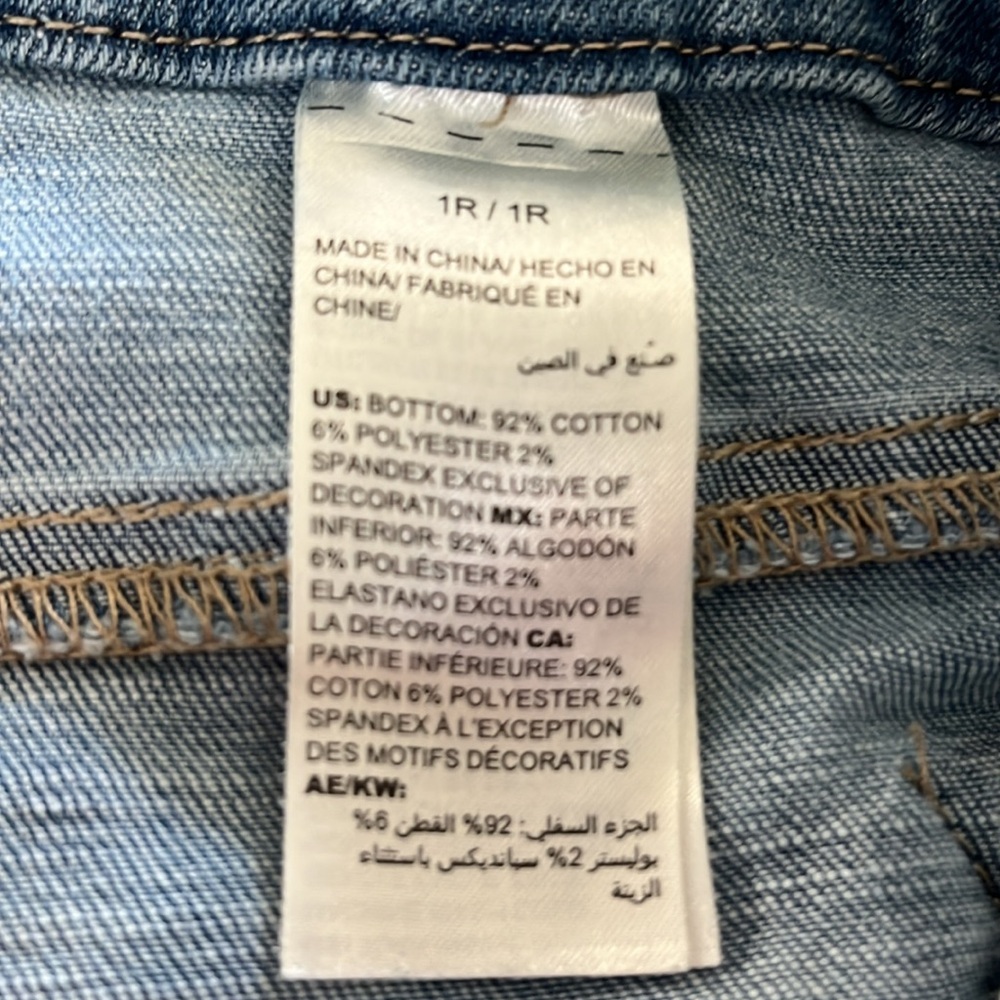 1R / 1R
MADE IN CHINA/ HECHO EN
CHINA/ FABRIQUÉ EN
CHINE/
صنّع في الصين
US: BOTTOM: 92% COTTON
6% POLYESTER 2%
SPANDEX EXCLUSIVE OF
DECORATION MX: PARTE
INFERIOR: 92% ALGODÓN
6% POLIÉSTER 2%
ELASTANO EXCLUSIVO DE
LA DECORACIÓN CA:
PARTIE INFÉRIEURE: 92%
COTON 6% POLYESTER 2%
SPANDEX À L'EXCEPTION
DES MOTIFS DÉCORATIFS
AE/KW:
الجزء السفلي: 92% القطن 6%
بوليستر 2% سبانديكس باستثناء
الزينة